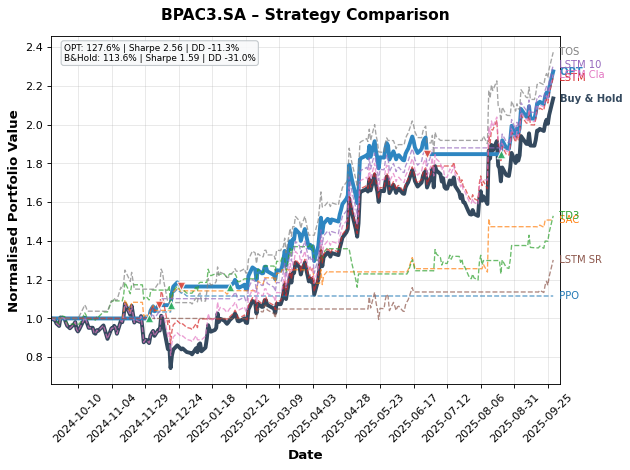 BPAC3.SA – Strategy Comparison
OPT: 127.6% | Sharpe 2.56 | DD -11.3%
B&Hold: 113.6% | Sharpe 1.59 | DD -31.0%
Normalised Portfolio Value
2.4
2.2
2.0
1.8
1.6
1.4
1.2
1.0
0.8
TOS
LSTM 10
OPT
LSTM Cla
LSTM
Buy & Hold
TD3
SAC
LSTM SR
PPO
2024-10-10
2024-11-04
2024-11-29
2024-12-24
2025-01-18
2025-02-12
2025-03-09
2025-04-03
2025-04-28
2025-05-23
2025-06-17
2025-07-12
2025-08-06
2025-08-31
2025-09-25
Date